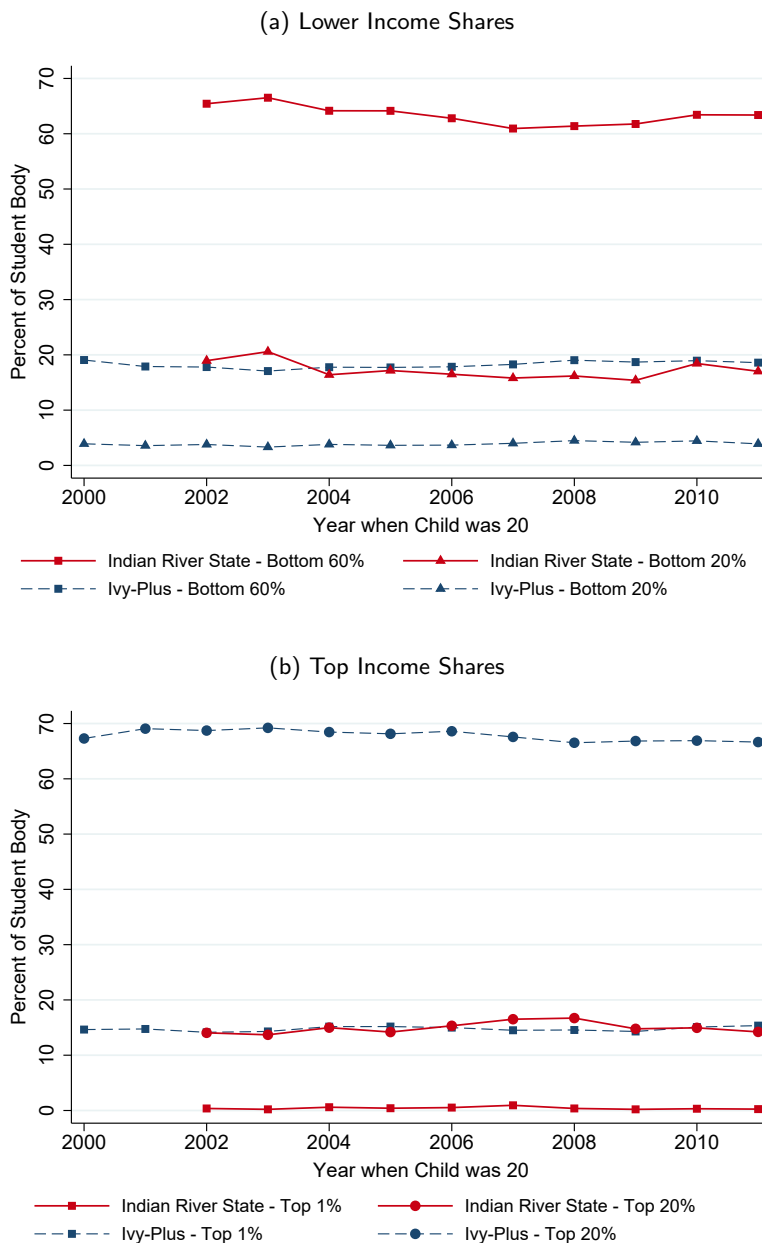 (a) Lower Income Shares
Percent of Student Body
70
60
50
40
30
20
10
0
2000 2002 2004 2006 2008 2010
Year when Child was 20
Indian River State - Bottom 60% Indian River State - Bottom 20%
Ivy-Plus - Bottom 60% Ivy-Plus - Bottom 20%
(b) Top Income Shares
Percent of Student Body
70
60
50
40
30
20
10
0
2000 2002 2004 2006 2008 2010
Year when Child was 20
Indian River State - Top 1% Indian River State - Top 20%
Ivy-Plus - Top 1% Ivy-Plus - Top 20%